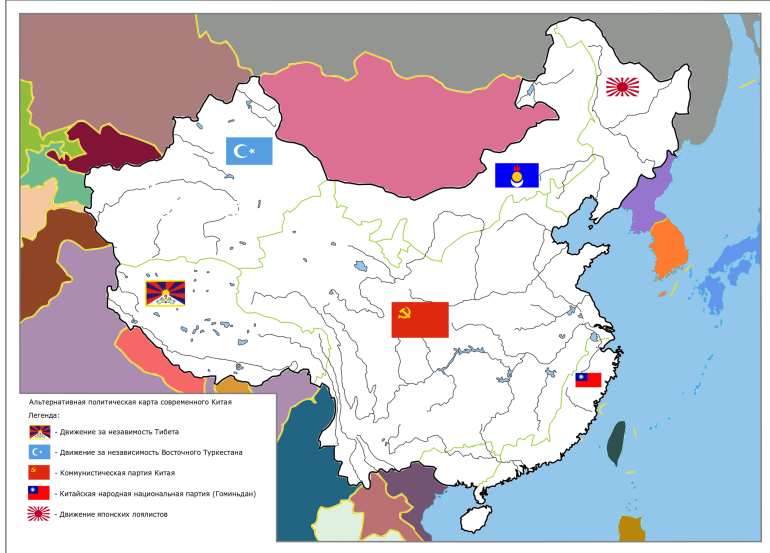 Альтернативная политическая карта современного Китая
Легенда:
- Движение за независимость Тибета
- Движение за независимость Восточного Туркестана
- Коммунистическая партия Китая
- Китайская народная национальная партия (Гоминьдан)
- Движение японских лоялистов